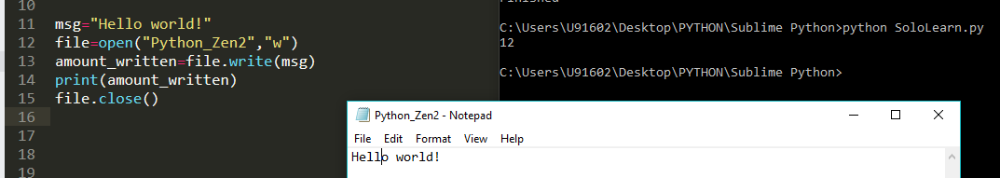 10
11 msg="Hello world!"
12 file=open("Python_Zen2","w")
13 amount_written=file.write(msg)
14 print(amount_written)
15 file.close()
16
17
18
19
C:\Users\U91602\Desktop\PYTHON\Sublime Python>python SoloLearn.py
12
C:\Users\U91602\Desktop\PYTHON\Sublime Python>
Python_Zen2 - Notepad
File Edit Format View Help
Hello world!